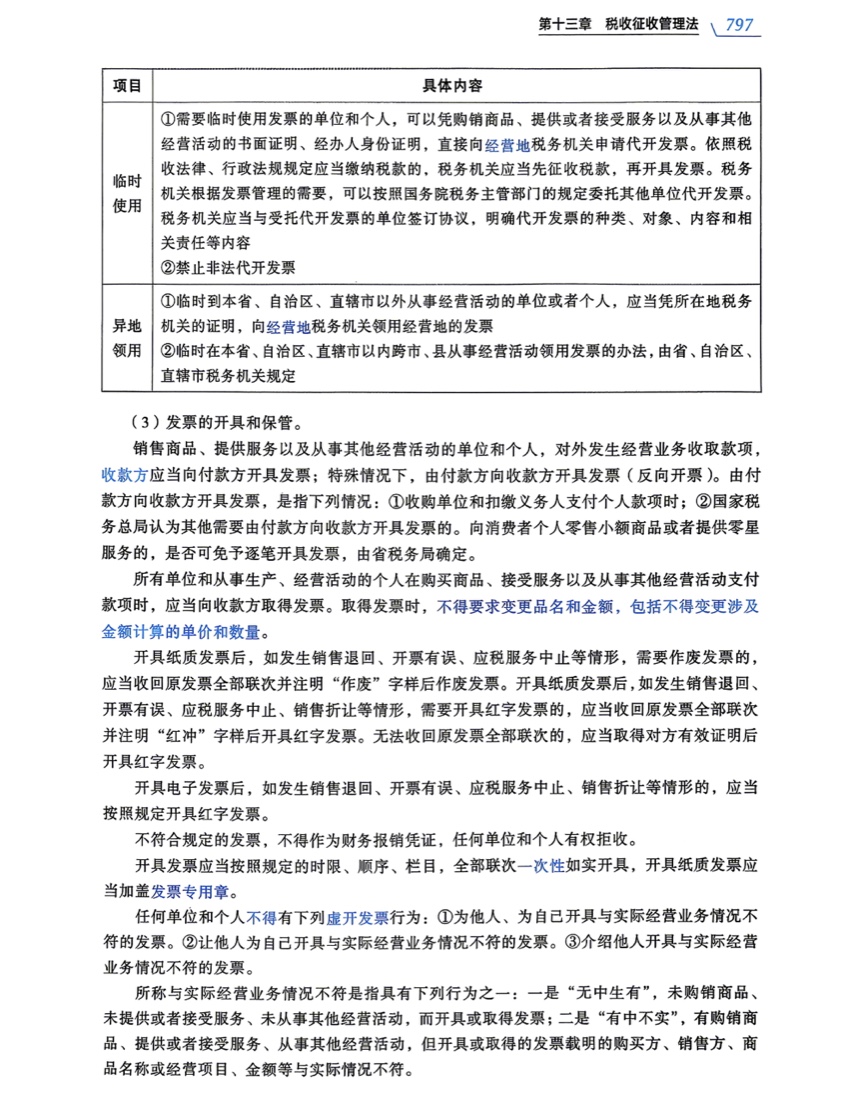 第十三章 税收征收管理法 797
项目 具体内容
临时
使用
①需要临时使用发票的单位和个人，可以凭购销商品、提供或者接受服务以及从事其他
经营活动的书面证明、经办人身份证明，直接向经营地税务机关申请代开发票。依照税
收法律、行政法规规定应当缴纳税款的，税务机关应当先征收税款，再开具发票。税务
机关根据发票管理的需要，可以按照国务院税务主管部门的规定委托其他单位代开发票。
税务机关应当与受托代开发票的单位签订协议，明确代开发票的种类、对象、内容和相
关责任等内容
②禁止非法代开发票
异地
领用
①临时到本省、自治区、直辖市以外从事经营活动的单位或者个人，应当凭所在地税务
机关的证明，向经营地税务机关领用经营地的发票
②临时在本省、自治区、直辖市以内跨市、县从事经营活动领用发票的办法，由省、自治区、
直辖市税务机关规定
（3）发票的开具和保管。
销售商品、提供服务以及从事其他经营活动的单位和个人，对外发生经营业务收取款项，
收款方应当向付款方开具发票；特殊情况下，由付款方向收款方开具发票（反向开票）。由付
款方向收款方开具发票，是指下列情况：①收购单位和扣缴义务人支付个人款项时；②国家税
务总局认为其他需要由付款方向收款方开具发票的。向消费者个人零售小额商品或者提供零星
服务的，是否可免予逐笔开具发票，由省税务局确定。
所有单位和从事生产、经营活动的个人在购买商品、接受服务以及从事其他经营活动支付
款项时，应当向收款方取得发票。取得发票时，不得要求变更品名和金额，包括不得变更涉及
金额计算的单价和数量。
开具纸质发票后，如发生销售退回、开票有误、应税服务中止等情形，需要作废发票的，
应当收回原发票全部联次并注明“作废”字样后作废发票。开具纸质发票后，如发生销售退回、
开票有误、应税服务中止、销售折让等情形，需要开具红字发票的，应当收回原发票全部联次
并注明“红冲”字样后开具红字发票。无法收回原发票全部联次的，应当取得对方有效证明后
开具红字发票。
开具电子发票后，如发生销售退回、开票有误、应税服务中止、销售折让等情形的，应当
按照规定开具红字发票。
不符合规定的发票，不得作为财务报销凭证，任何单位和个人有权拒收。
开具发票应当按照规定的时限、顺序、栏目，全部联次一次性如实开具，开具纸质发票应
当加盖发票专用章。
任何单位和个人不得有下列虚开发票行为：①为他人、为自己开具与实际经营业务情况不
符的发票。②让他人为自己开具与实际经营业务情况不符的发票。③介绍他人开具与实际经营
业务情况不符的发票。
所称与实际经营业务情况不符是指具有下列行为之一：一是“无中生有”，未购销商品、
未提供或者接受服务、未从事其他经营活动，而开具或取得发票；二是“有中不实”，有购销商
品、提供或者接受服务、从事其他经营活动，但开具或取得的发票载明的购买方、销售方、商
品名称或经营项目、金额等与实际情况不符。